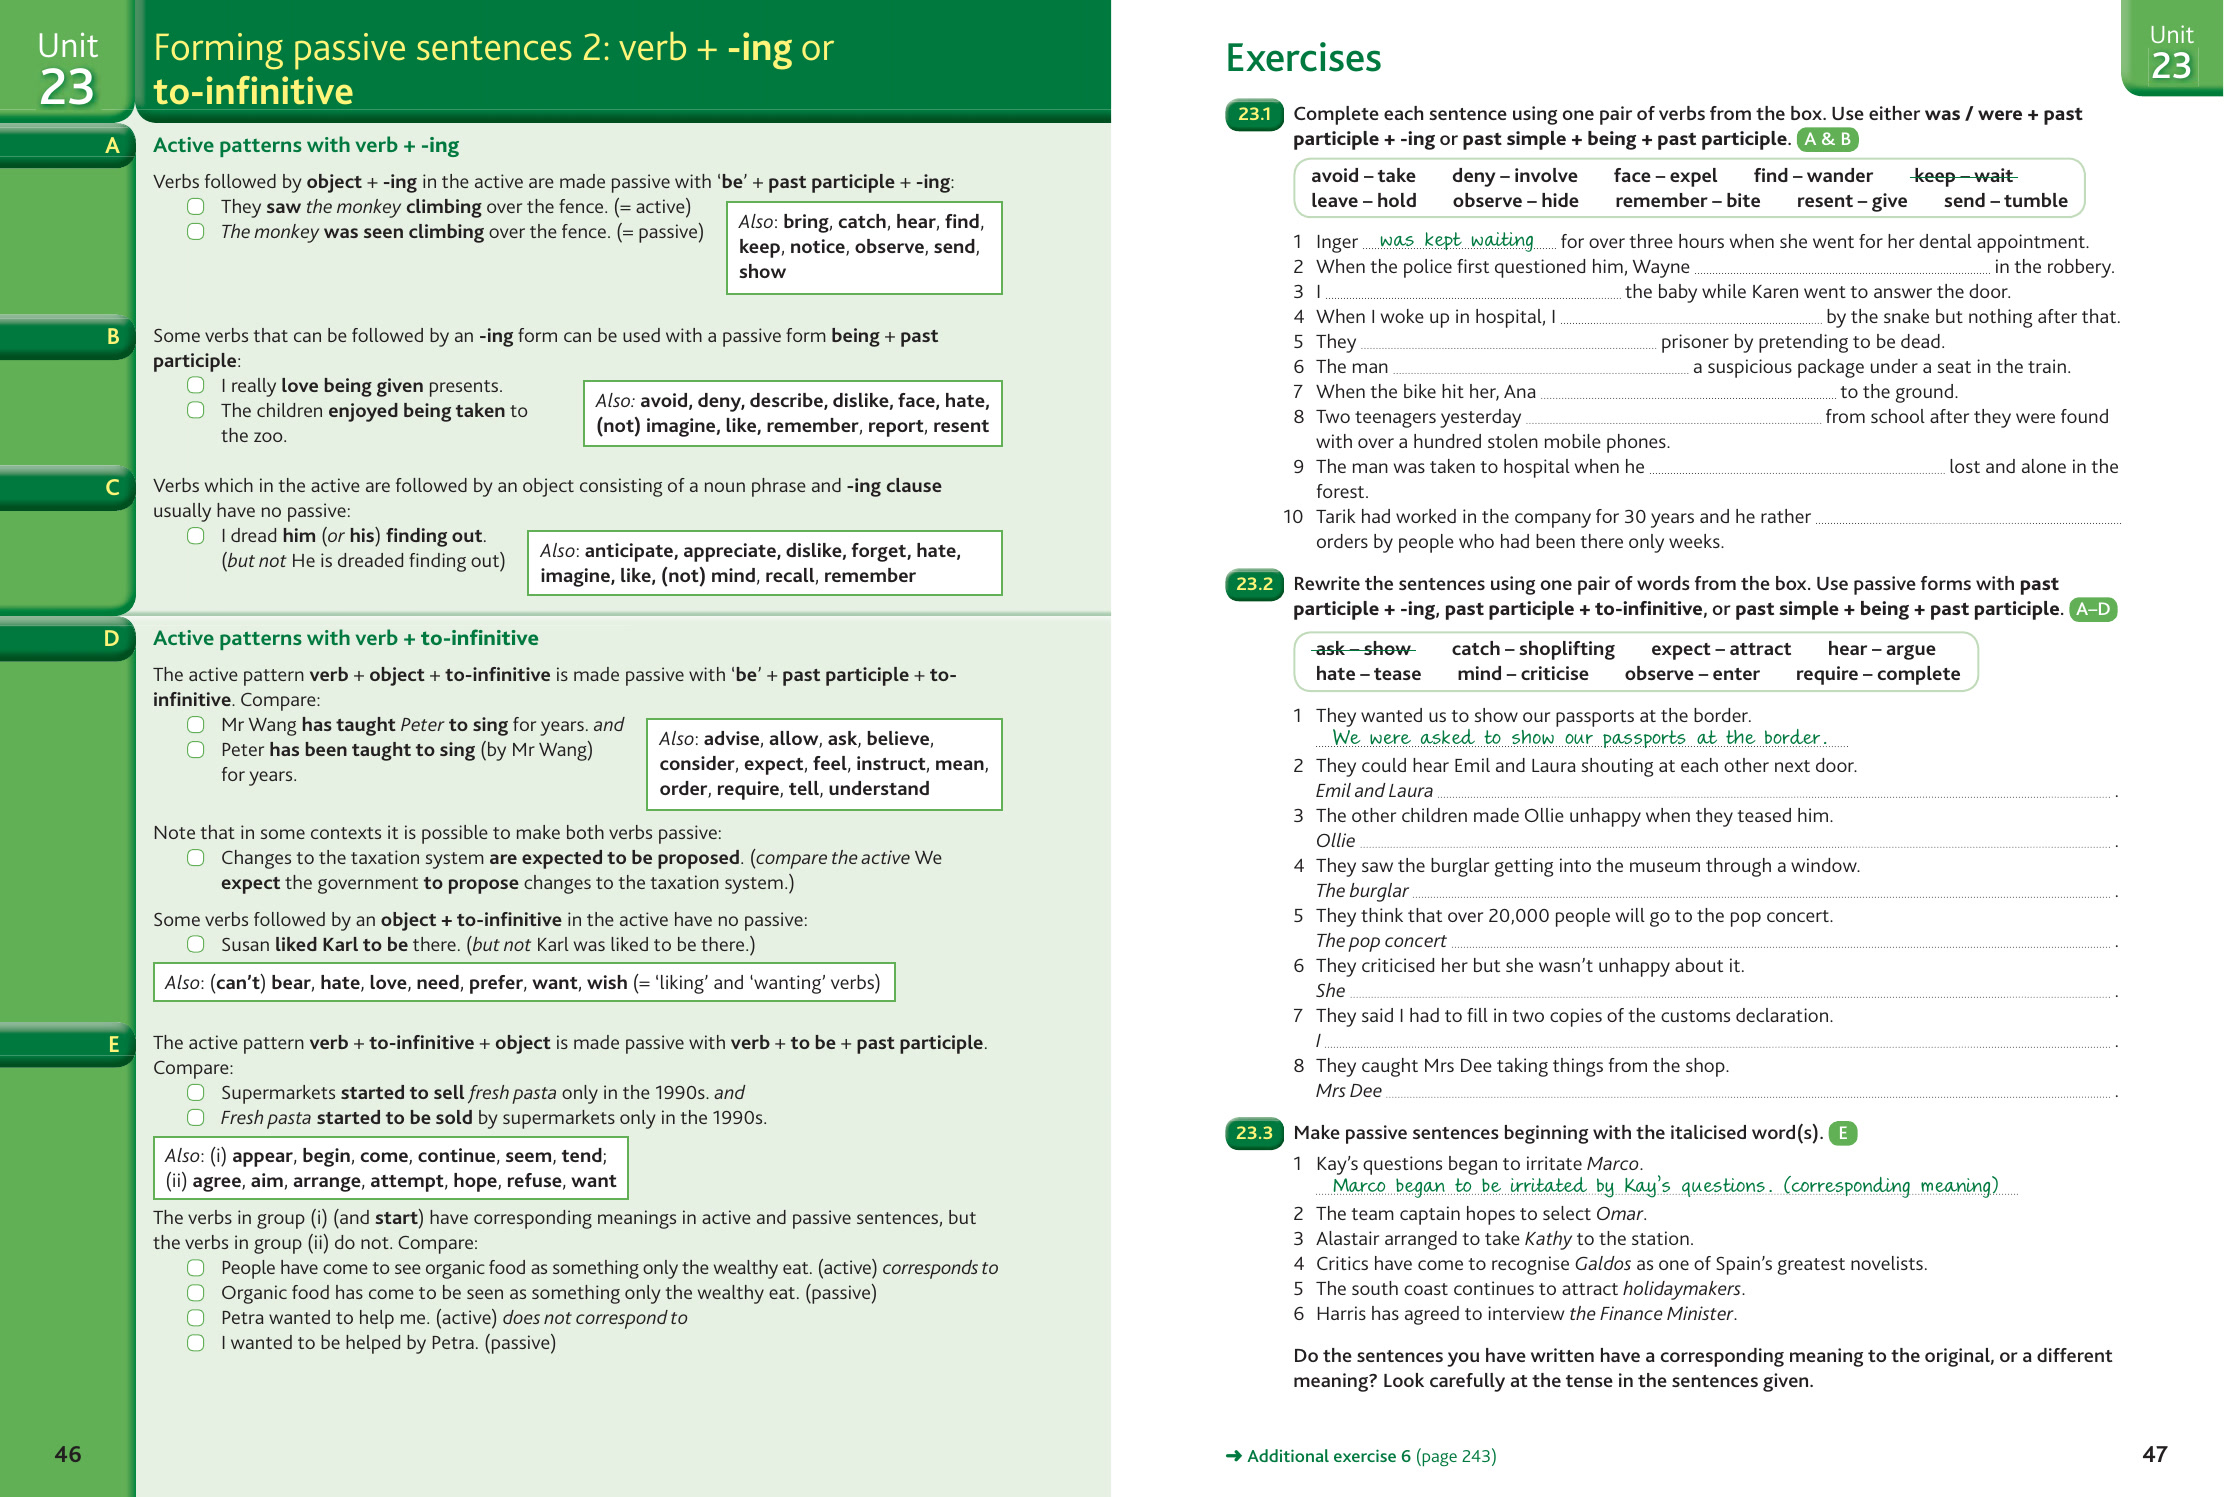 Unit
23
Forming passive sentences 2: verb + -ing or
to-infinitive
A
Active patterns with verb + -ing
Verbs followed by object + -ing in the active are made passive with ‘be’ + past participle + -ing:
They saw the monkey climbing over the fence. (= active)
The monkey was seen climbing over the fence. (= passive)
Also: bring, catch, hear, find,
keep, notice, observe, send,
show
B
Some verbs that can be followed by an -ing form can be used with a passive form being + past
participle:
I really love being given presents.
The children enjoyed being taken to
the zoo.
Also: avoid, deny, describe, dislike, face, hate,
(not) imagine, like, remember, report, resent
C
Verbs which in the active are followed by an object consisting of a noun phrase and -ing clause
usually have no passive:
I dread him (or his) finding out.
(but not He is dreaded finding out)
Also: anticipate, appreciate, dislike, forget, hate,
imagine, like, (not) mind, recall, remember
D
Active patterns with verb + to-infinitive
The active pattern verb + object + to-infinitive is made passive with ‘be’ + past participle + to-
infinitive. Compare:
Mr Wang has taught Peter to sing for years. and
Peter has been taught to sing (by Mr Wang)
for years.
Also: advise, allow, ask, believe,
consider, expect, feel, instruct, mean,
order, require, tell, understand
Note that in some contexts it is possible to make both verbs passive:
Changes to the taxation system are expected to be proposed. (compare the active We
expect the government to propose changes to the taxation system.)
Some verbs followed by an object + to-infinitive in the active have no passive:
Susan liked Karl to be there. (but not Karl was liked to be there.)
Also: (can’t) bear, hate, love, need, prefer, want, wish (= ‘liking’ and ‘wanting’ verbs)
E
The active pattern verb + to-infinitive + object is made passive with verb + to be + past participle.
Compare:
Supermarkets started to sell fresh pasta only in the 1990s. and
Fresh pasta started to be sold by supermarkets only in the 1990s.
Also: (i) appear, begin, come, continue, seem, tend;
(ii) agree, aim, arrange, attempt, hope, refuse, want
The verbs in group (i) (and start) have corresponding meanings in active and passive sentences, but
the verbs in group (ii) do not. Compare:
People have come to see organic food as something only the wealthy eat. (active) corresponds to
Organic food has come to be seen as something only the wealthy eat. (passive)
Petra wanted to help me. (active) does not correspond to
I wanted to be helped by Petra. (passive)
46
Exercises
Unit
23
23.1 Complete each sentence using one pair of verbs from the box. Use either was / were + past
participle + -ing or past simple + being + past participle. A & B
avoid – take deny – involve face – expel find – wander keep – wait
leave – hold observe – hide remember – bite resent – give send – tumble
1 Inger was kept waiting for over three hours when she went for her dental appointment.
2 When the police first questioned him, Wayne in the robbery.
3 I the baby while Karen went to answer the door.
4 When I woke up in hospital, I by the snake but nothing after that.
5 They prisoner by pretending to be dead.
6 The man a suspicious package under a seat in the train.
7 When the bike hit her, Ana to the ground.
8 Two teenagers yesterday from school after they were found
with over a hundred stolen mobile phones.
9 The man was taken to hospital when he lost and alone in the
forest.
10 Tarik had worked in the company for 30 years and he rather
orders by people who had been there only weeks.
23.2 Rewrite the sentences using one pair of words from the box. Use passive forms with past
participle + -ing, past participle + to-infinitive, or past simple + being + past participle. A–D
ask – show catch – shoplifting expect – attract hear – argue
hate – tease mind – criticise observe – enter require – complete
1 They wanted us to show our passports at the border.
We were asked to show our passports at the border.
2 They could hear Emil and Laura shouting at each other next door.
Emil and Laura .
3 The other children made Ollie unhappy when they teased him.
Ollie .
4 They saw the burglar getting into the museum through a window.
The burglar .
5 They think that over 20,000 people will go to the pop concert.
The pop concert .
6 They criticised her but she wasn’t unhappy about it.
She .
7 They said I had to fill in two copies of the customs declaration.
I .
8 They caught Mrs Dee taking things from the shop.
Mrs Dee .
23.3 Make passive sentences beginning with the italicised word(s). E
1 Kay’s questions began to irritate Marco.
Marco began to be irritated by Kay’s questions. (corresponding meaning)
2 The team captain hopes to select Omar.
3 Alastair arranged to take Kathy to the station.
4 Critics have come to recognise Galdos as one of Spain’s greatest novelists.
5 The south coast continues to attract holidaymakers.
6 Harris has agreed to interview the Finance Minister.
Do the sentences you have written have a corresponding meaning to the original, or a different
meaning? Look carefully at the tense in the sentences given.
➜ Additional exercise 6 (page 243)
47